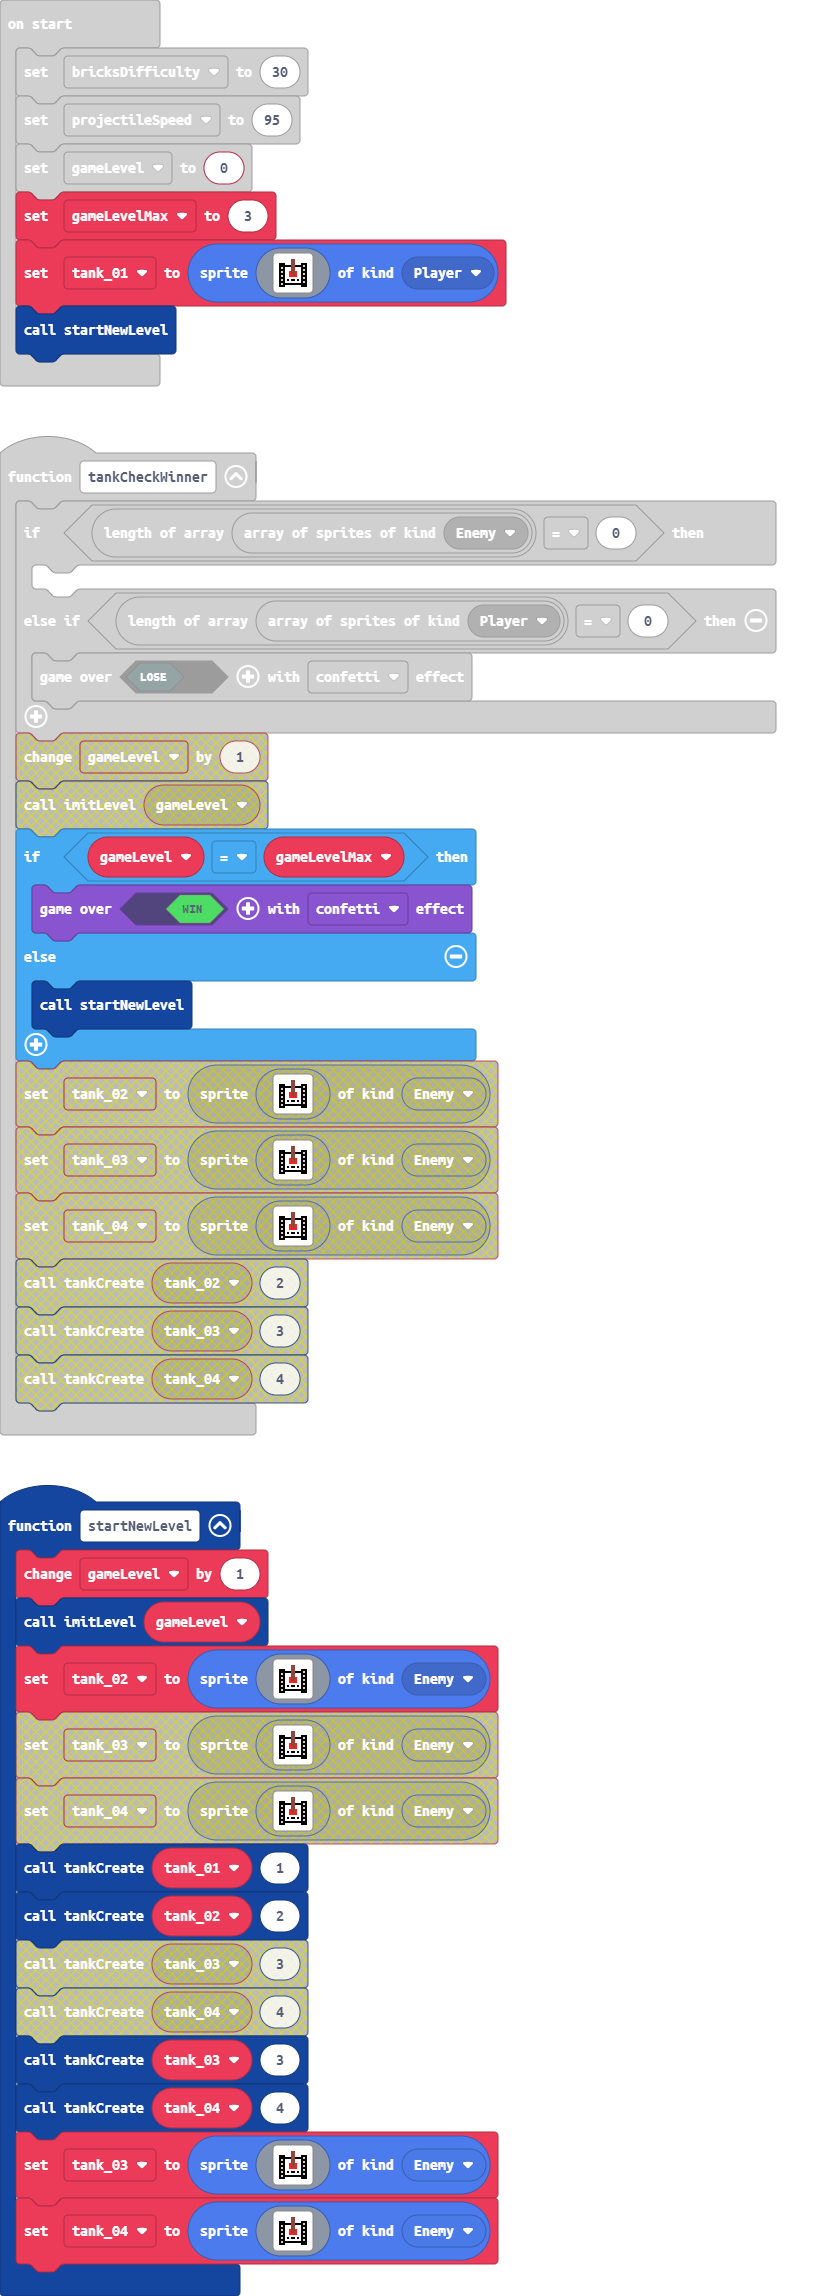 on start
set bricksDifficulty to 30
set projectileSpeed to 95
set gameLevel to 0
set gameLevelMax to 3
set tank_01 to sprite of kind Player
call startNewLevel
function tankCheckWinner
if length of array array of sprites of kind Enemy = 0 then
else if length of array array of sprites of kind Player = 0 then
game over LOSE with confetti effect
change gameLevel by 1
call imitLevel gameLevel
if gameLevel = gameLevelMax then
game over WIN with confetti effect
else
call startNewLevel
set tank_02 to sprite of kind Enemy
set tank_03 to sprite of kind Enemy
set tank_04 to sprite of kind Enemy
call tankCreate tank_02 2
call tankCreate tank_03 3
call tankCreate tank_04 4
function startNewLevel
change gameLevel by 1
call imitLevel gameLevel
set tank_02 to sprite of kind Enemy
set tank_03 to sprite of kind Enemy
set tank_04 to sprite of kind Enemy
call tankCreate tank_01 1
call tankCreate tank_02 2
call tankCreate tank_03 3
call tankCreate tank_04 4
call tankCreate tank_03 3
call tankCreate tank_04 4
set tank_03 to sprite of kind Enemy
set tank_04 to sprite of kind Enemy